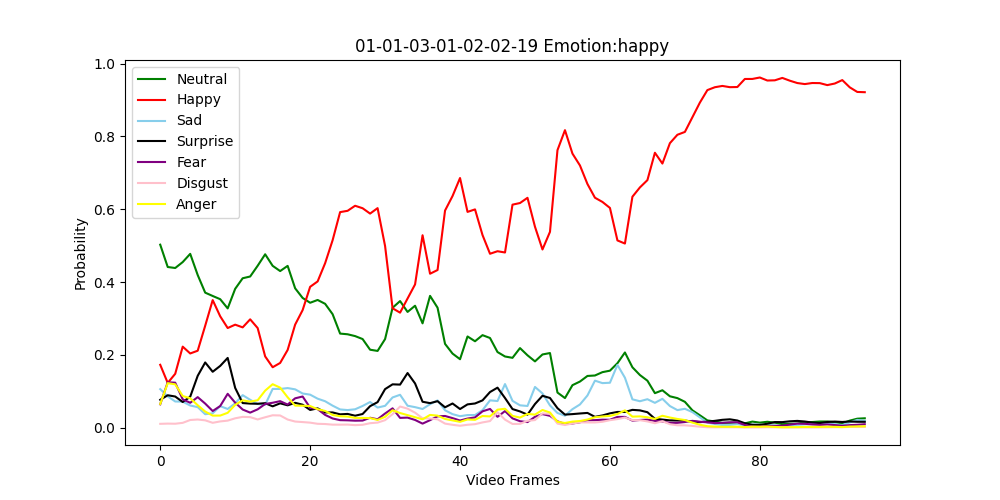 01-01-03-01-02-02-19 Emotion:happy
1.0
0.8
0.6
0.4
0.2
0.0
Probability
Neutral
Happy
Sad
Surprise
Fear
Disgust
Anger
0 20 40 60 80
Video Frames